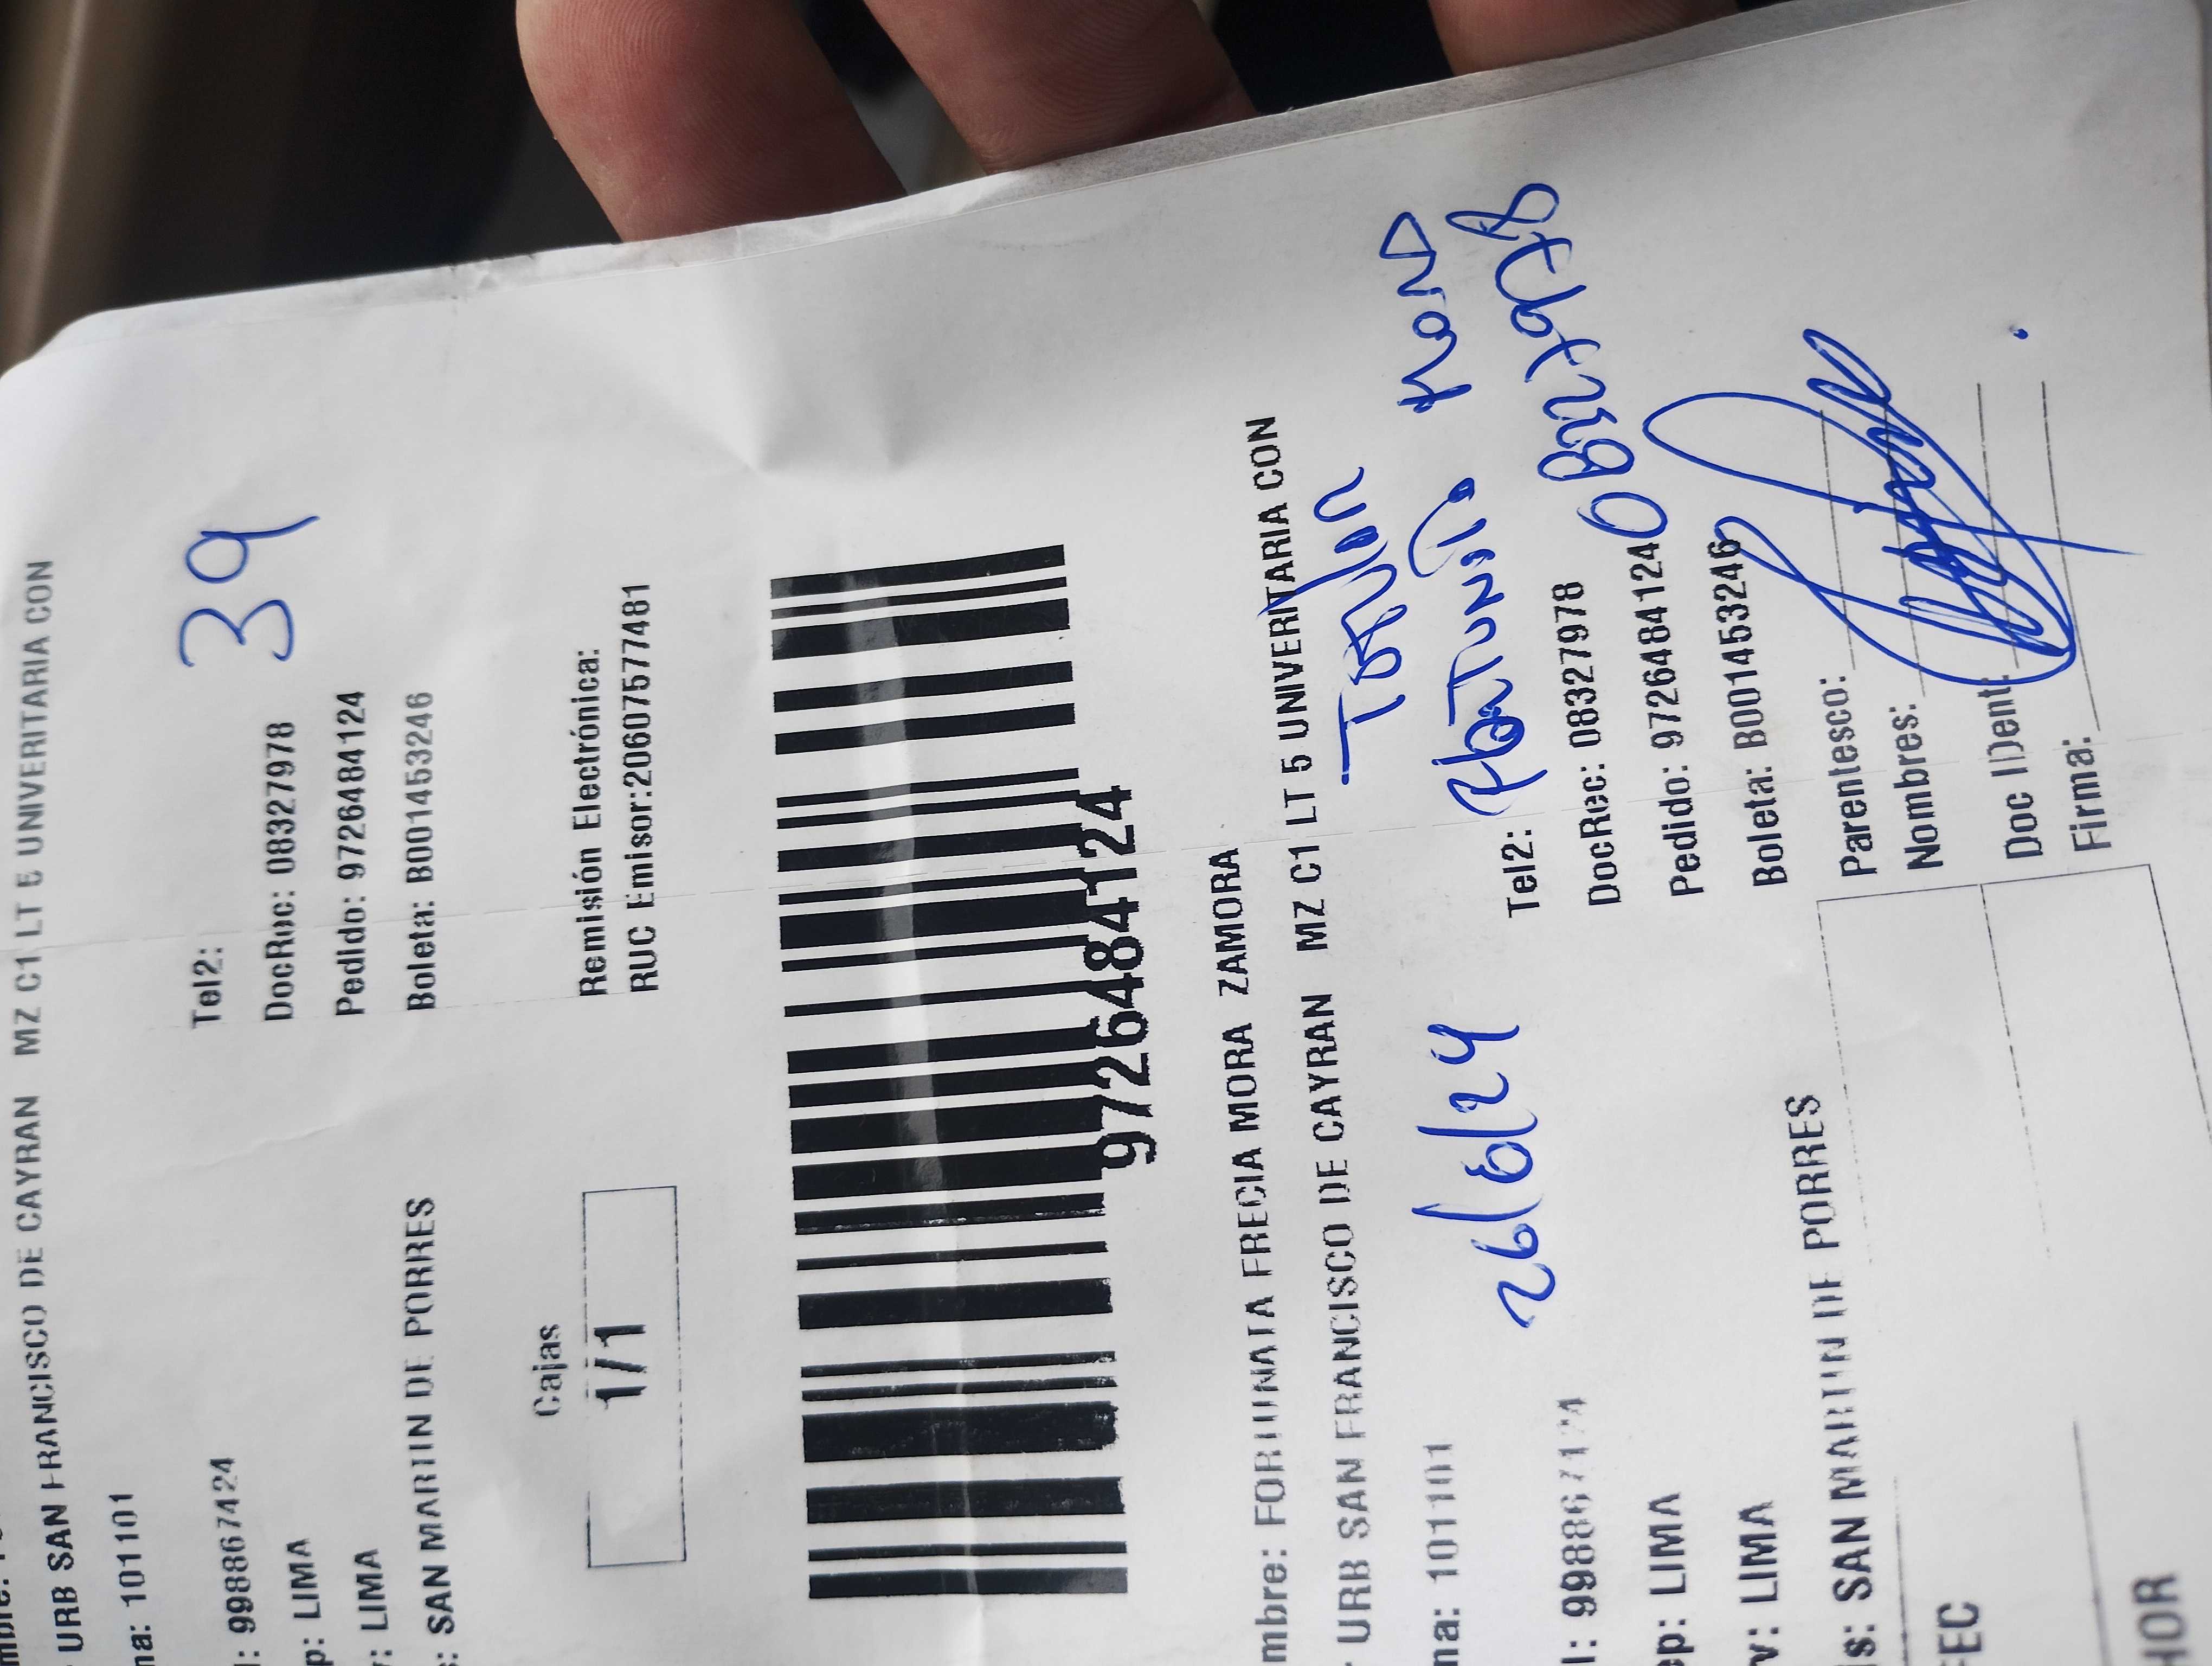 URB SAN FRANCISCO DE CAYRAN MZ C1 LT 5 UNIVERITARIA CON
na: 101101
39
l: 998867424
Tel2:
p: LIMA
DocRec: 08327978
v: LIMA
Pedido: 9726484124
s: SAN MARTIN DE PORRES
Boleta: B001453246
Cajas
1/1
Remisión Electrónica:
RUC Emisor:20607577481
9726484124
mbre: FORTUNATA FRECIA MORA ZAMORA
URB SAN FRANCISCO DE CAYRAN MZ C1 LT 5 UNIVERITARIA CON
na: 101101
26/6/24
Tel2:
DocRec: 08327978
08327978
ep: LIMA
Pedido: 9726484124
v: LIMA
Boleta: B001453246
is: SAN MARTIN DE PORRES
Parentesco:
Nombres:
FEC
Doc IDent:
Firma:
HOR